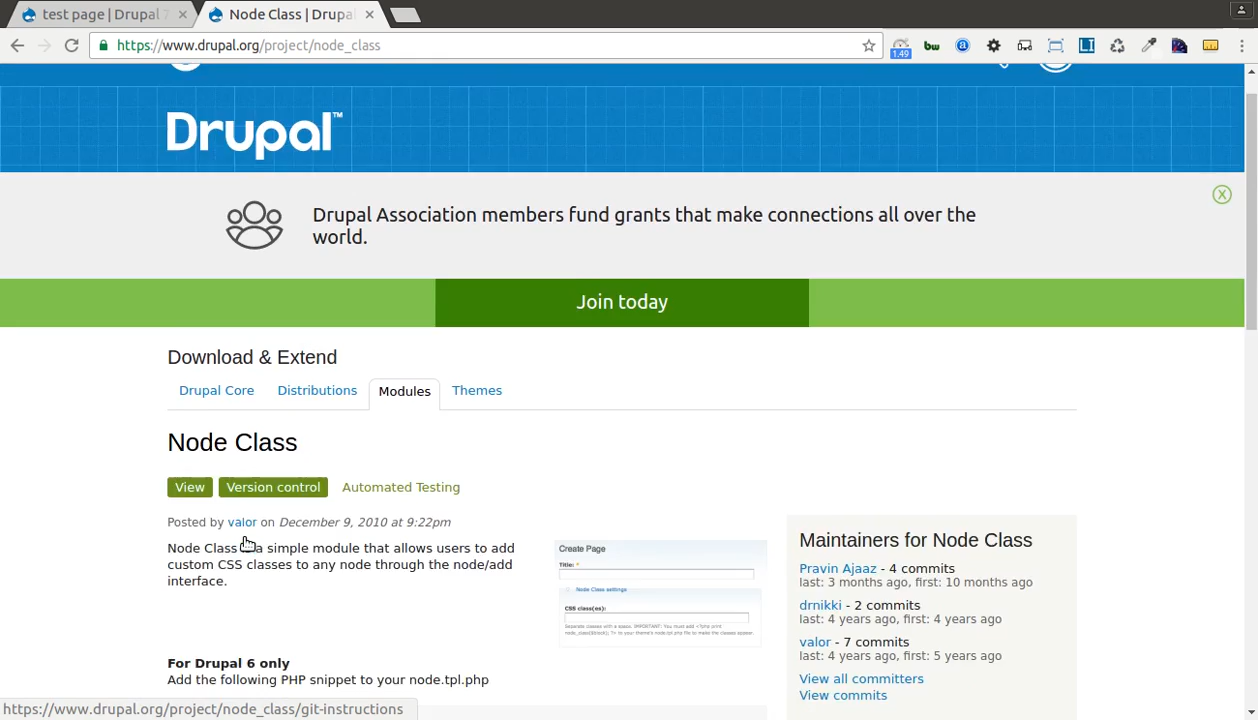 test page | Drupal 7
Node Class | Drupal
https://www.drupal.org/project/node_class
1.49
bw
a
LI
Drupal™
Drupal Association members fund grants that make connections all over the
world.
X
Join today
Download & Extend
Drupal Core
Distributions
Modules
Themes
Node Class
View
Version control
Automated Testing
Posted by valor on December 9, 2010 at 9:22pm
Node Class a simple module that allows users to add
custom CSS classes to any node through the node/add
interface.
Create Page
Title: *
Node Class settings
CSS class(es):
For Drupal 6 only
Add the following PHP snippet to your node.tpl.php
Maintainers for Node Class
Pravin Ajaaz - 4 commits
last: 3 months ago, first: 10 months ago
drnikki - 2 commits
last: 4 years ago, first: 4 years ago
valor - 7 commits
last: 4 years ago, first: 5 years ago
View all committers
View commits
https://www.drupal.org/project/node_class/git-instructions